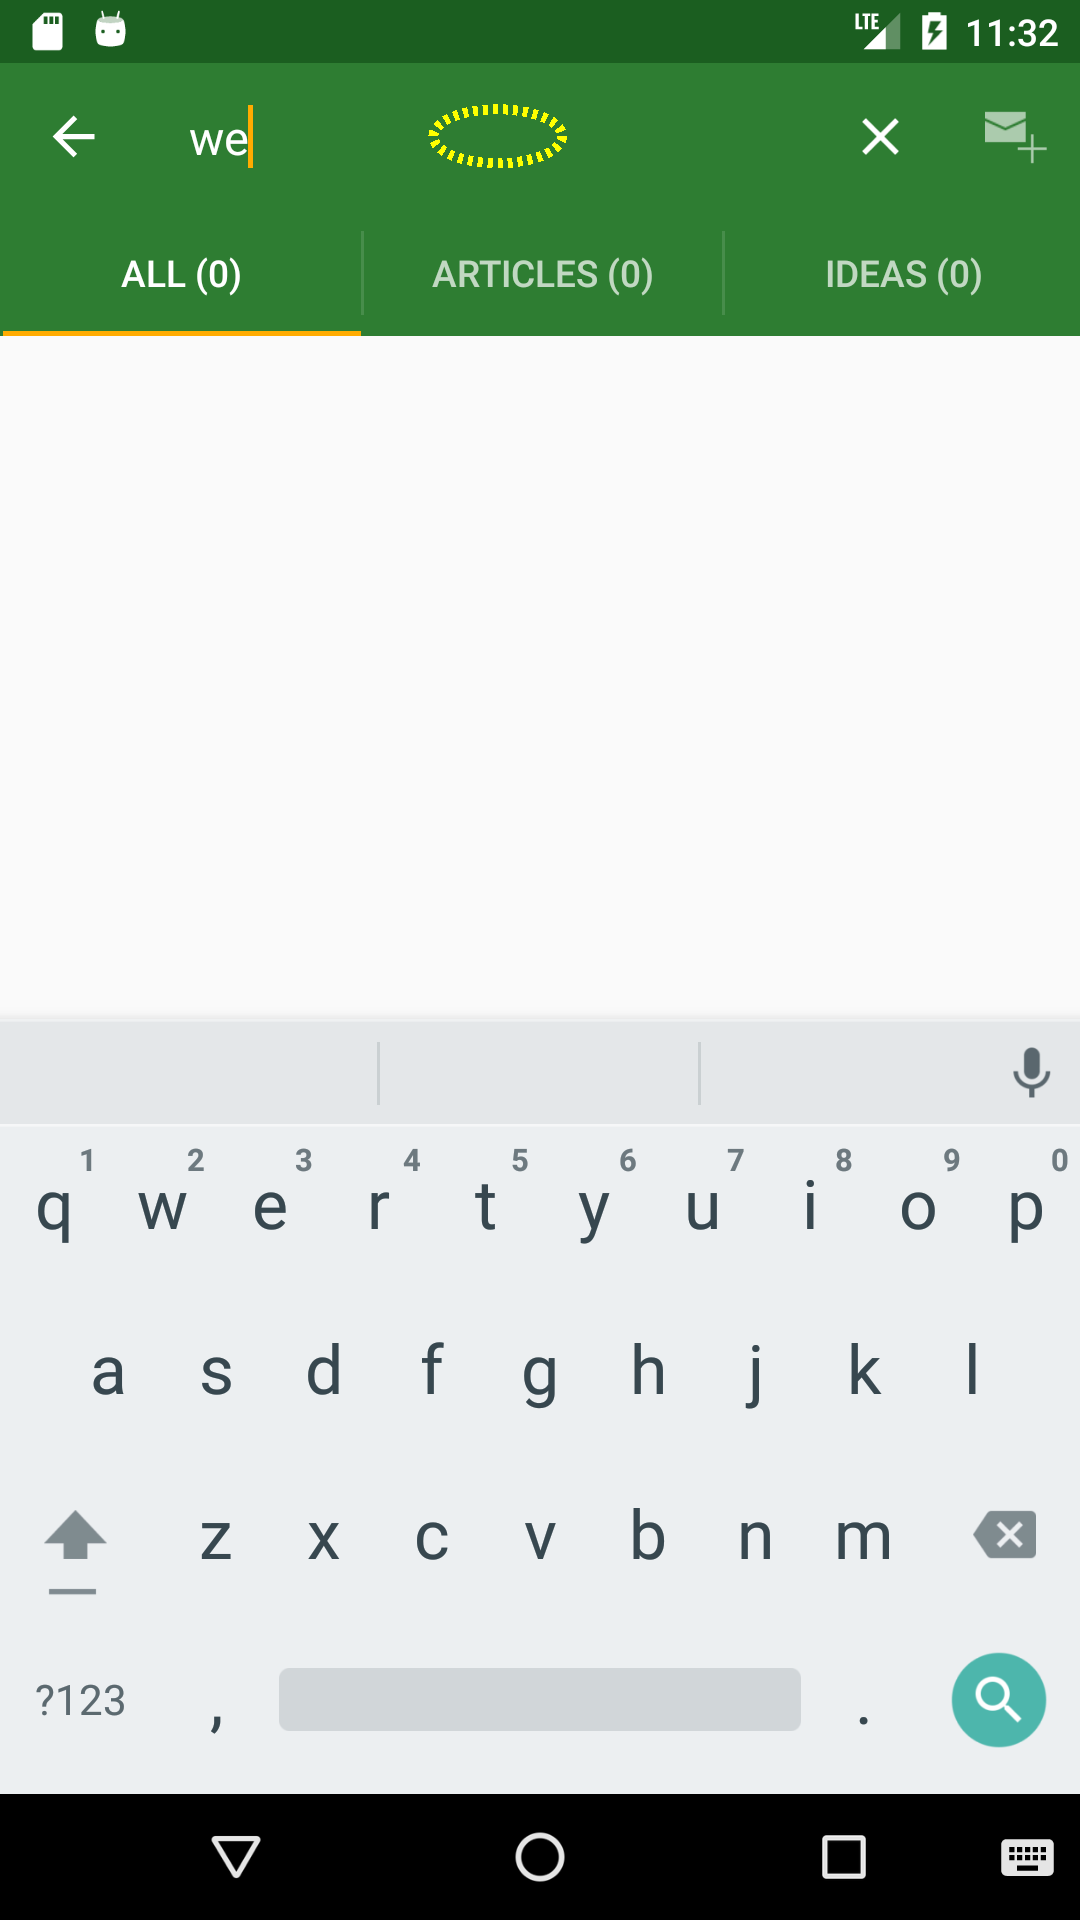 LTE 11:32
we
ALL (0) ARTICLES (0) IDEAS (0)
1 2 3 4 5 6 7 8 9 0
q w e r t y u i o p
a s d f g h j k l
z x c v b n m
?123 , .